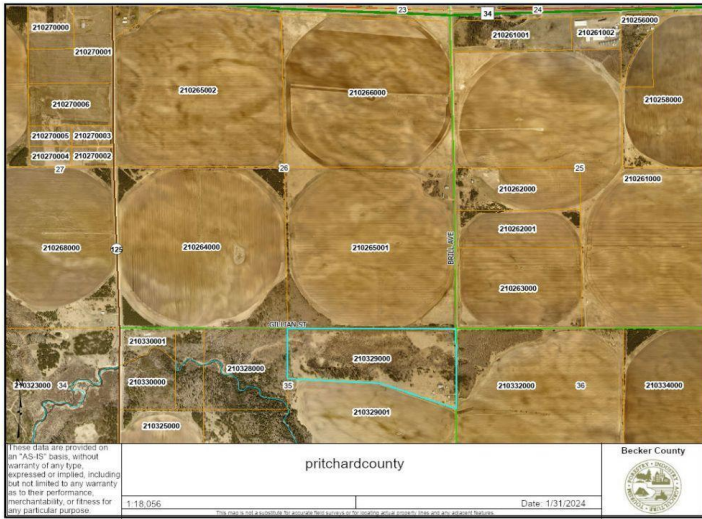 23
34
24
210270000
210256000
210261001
210261002
210270001
210265002
210266000
210258000
210270006
210270005
210270003
210270004
210270002
27
26
25
210261000
210262000
210262001
BRILL AVE
210268000
125
210264000
210265001
210263000
GILLIAN ST
210330001
210329000
210328000
210323000
34
210330000
35
210332000
36
210334000
210329001
210325000
These data are provided on
an "AS-IS" basis, without
warranty of any type,
expressed or implied, including
but not limited to any warranty
as to their performance,
merchantability, or fitness for
any particular purpose.
pritchardcounty
Becker County
1:18,056
Date: 1/31/2024
This map is not a substitute for accurate field surveys or for locating actual property lines and any adjacent features.